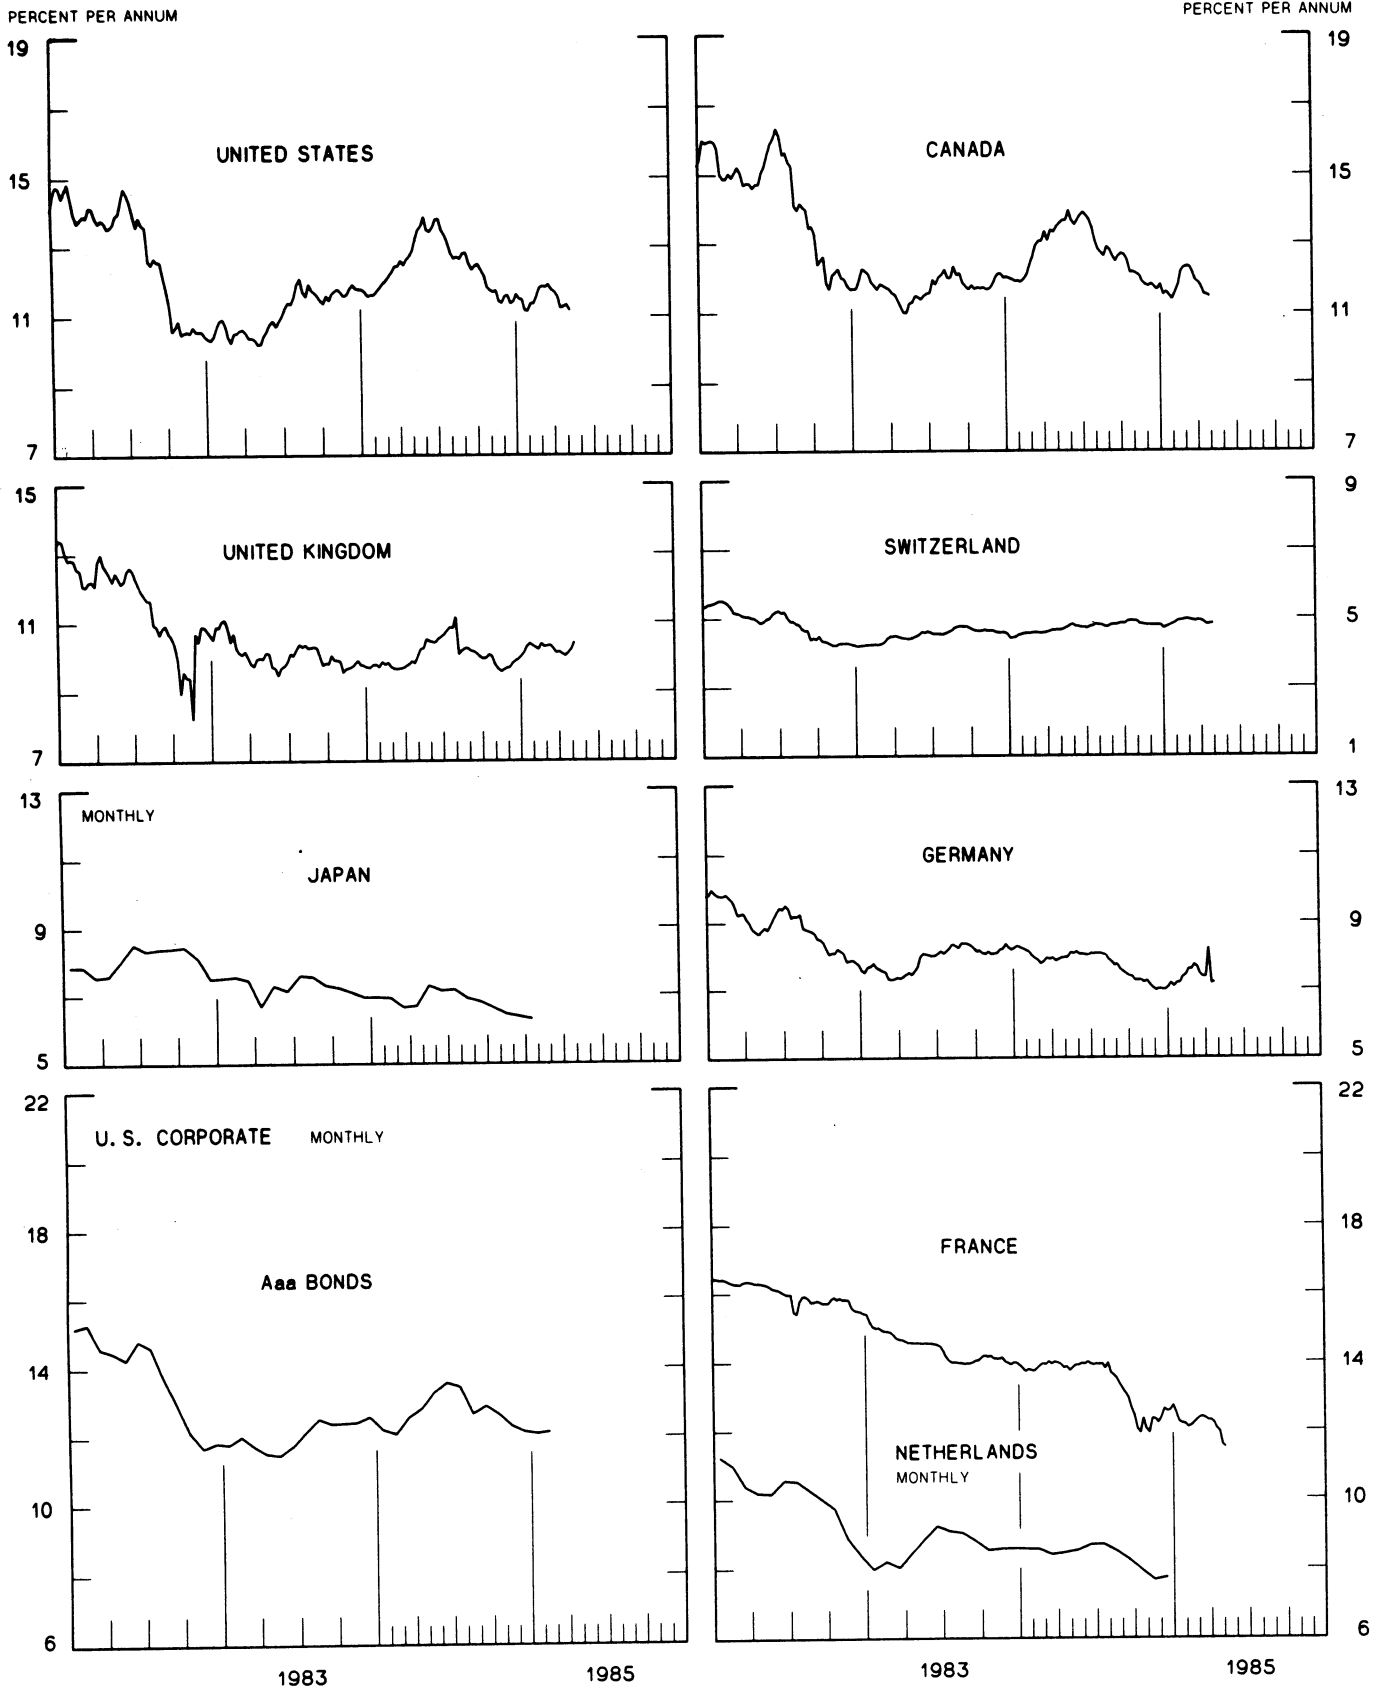 PERCENT PER ANNUM
PERCENT PER ANNUM
19
15
11
7
UNITED STATES
CANADA
19
15
11
7
15
11
7
UNITED KINGDOM
SWITZERLAND
9
5
1
13
9
5
MONTHLY
JAPAN
GERMANY
13
9
5
22
18
14
10
6
U. S. CORPORATE MONTHLY
Aaa BONDS
FRANCE
NETHERLANDS
MONTHLY
22
18
14
10
6
1983
1985
1983
1985